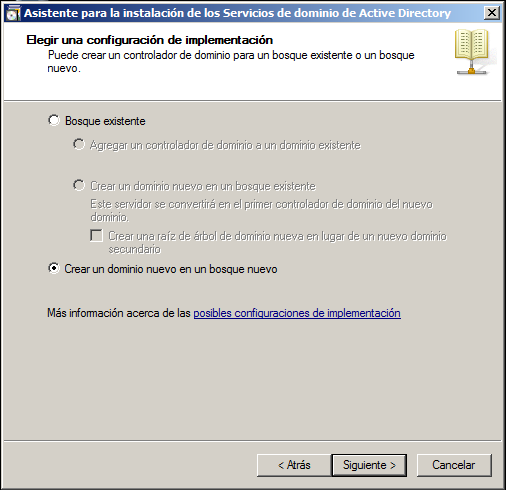 Asistente para la instalación de los Servicios de dominio de Active Directory
Elegir una configuración de implementación
Puede crear un controlador de dominio para un bosque existente o un bosque
nuevo.
Bosque existente
Agregar un controlador de dominio a un dominio existente
Crear un dominio nuevo en un bosque existente
Este servidor se convertirá en el primer controlador de dominio del nuevo
dominio.
Crear una raíz de árbol de dominio nueva en lugar de un nuevo dominio
secundario
Crear un dominio nuevo en un bosque nuevo
Más información acerca de las posibles configuraciones de implementación
< Atrás Siguiente > Cancelar